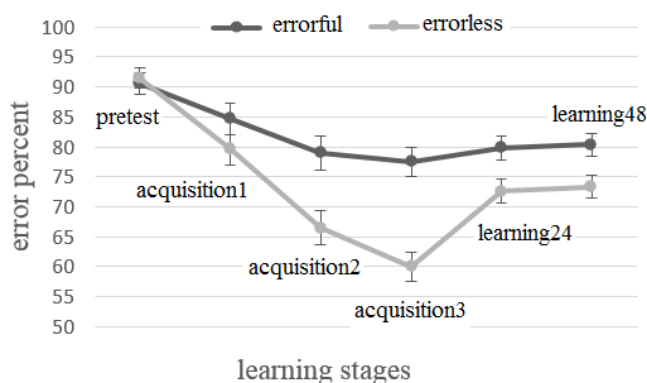 100
errorful
errorless
95
90
85
80
75
70
65
60
55
50
error percent
pretest
acquisition1
acquisition2
acquisition3
learning24
learning48
learning stages